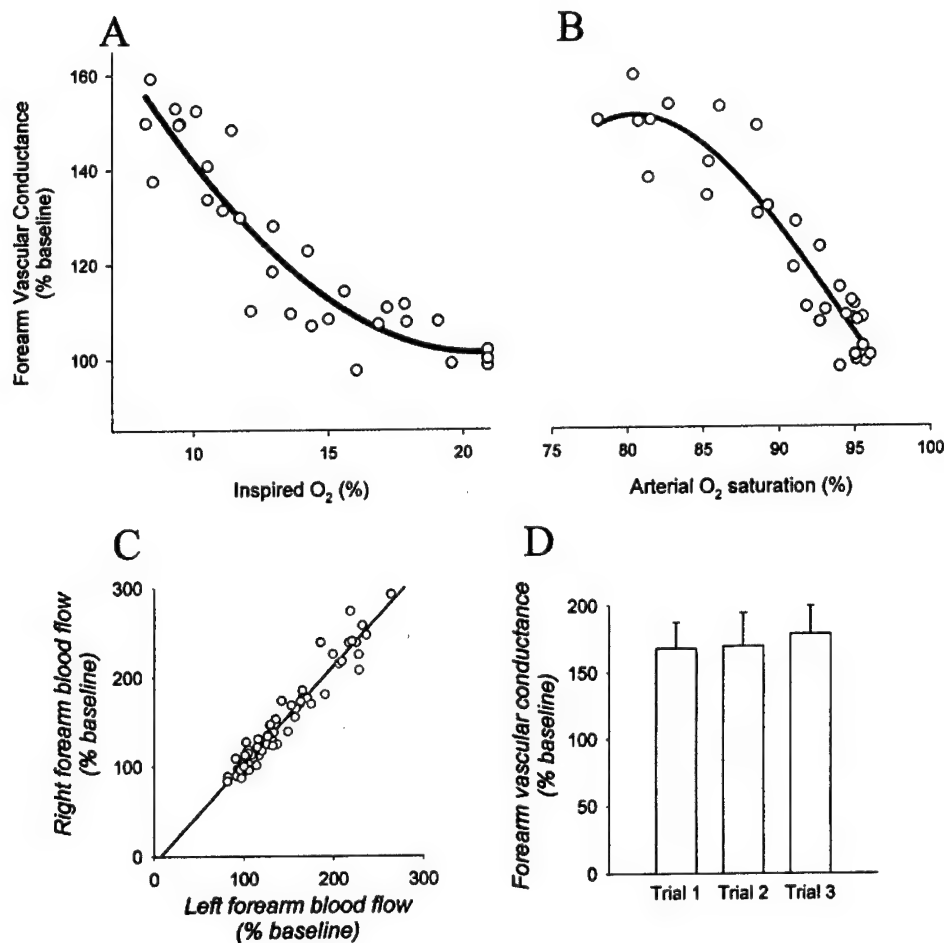 A
B
Forearm Vascular Conductance
(% baseline)
160
140
120
100
10
15
20
Inspired O₂ (%)
75
80
85
90
95
100
Arterial O₂ saturation (%)
C
Right forearm blood flow
(% baseline)
300
200
100
0
0
100
200
300
Left forearm blood flow
(% baseline)
D
Forearm vascular conductance
(% baseline)
200
150
100
50
0
Trial 1
Trial 2
Trial 3